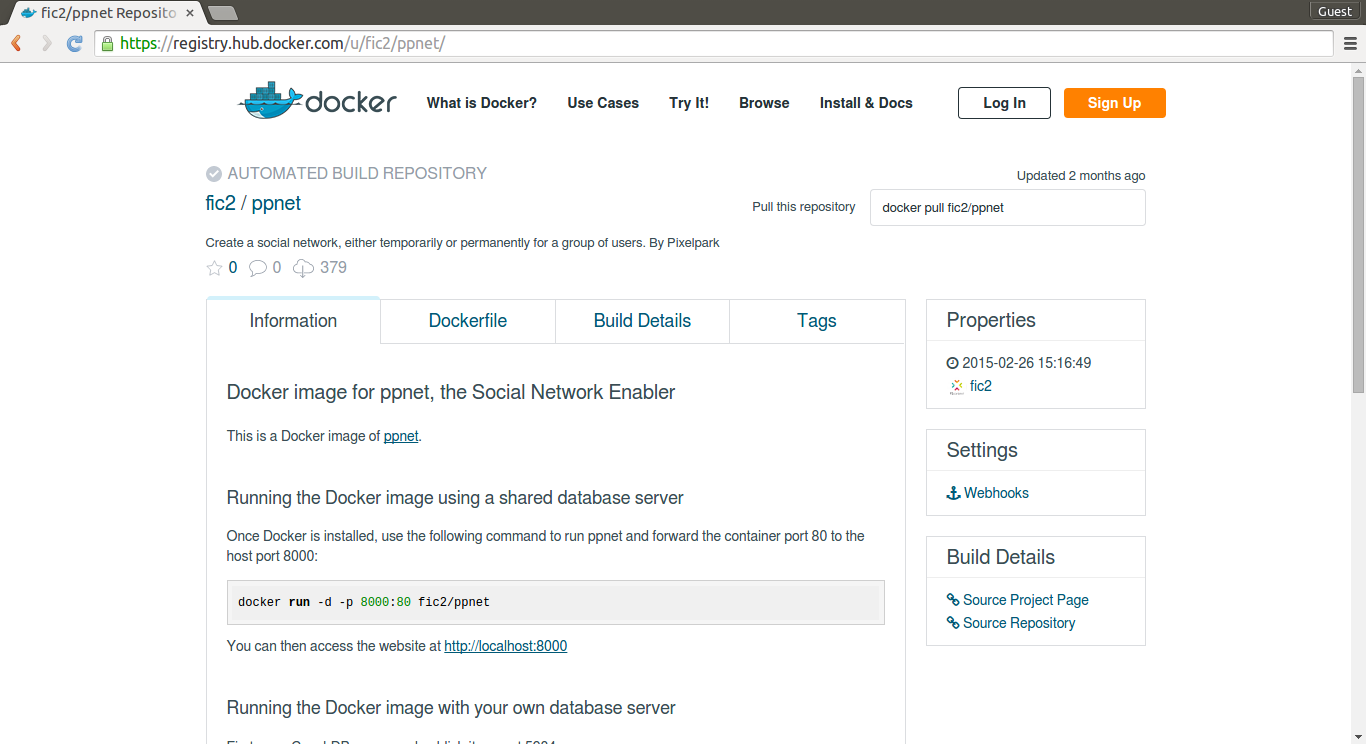 fic2/ppnet Reposito
Guest
https://registry.hub.docker.com/u/fic2/ppnet/
docker
What is Docker? Use Cases Try It! Browse Install & Docs Log In Sign Up
AUTOMATED BUILD REPOSITORY
Updated 2 months ago
fic2 / ppnet
Pull this repository docker pull fic2/ppnet
Create a social network, either temporarily or permanently for a group of users. By Pixelpark
0 0 379
Information Dockerfile Build Details Tags
Docker image for ppnet, the Social Network Enabler
This is a Docker image of ppnet.
Running the Docker image using a shared database server
Once Docker is installed, use the following command to run ppnet and forward the container port 80 to the
host port 8000:
docker run -d -p 8000:80 fic2/ppnet
You can then access the website at http://localhost:8000
Running the Docker image with your own database server
Properties
2015-02-26 15:16:49
fic2
Settings
Webhooks
Build Details
Source Project Page
Source Repository